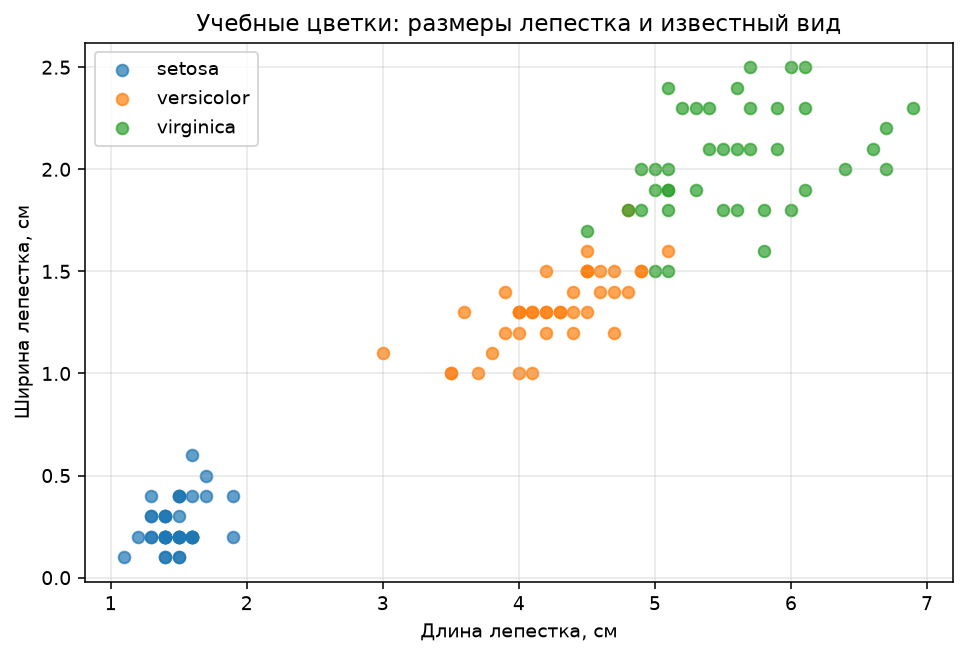 Учебные цветки: размеры лепестка и известный вид
setosa
versicolor
virginica
Ширина лепестка, см
2.5
2.0
1.5
1.0
0.5
0.0
1 2 3 4 5 6 7
Длина лепестка, см